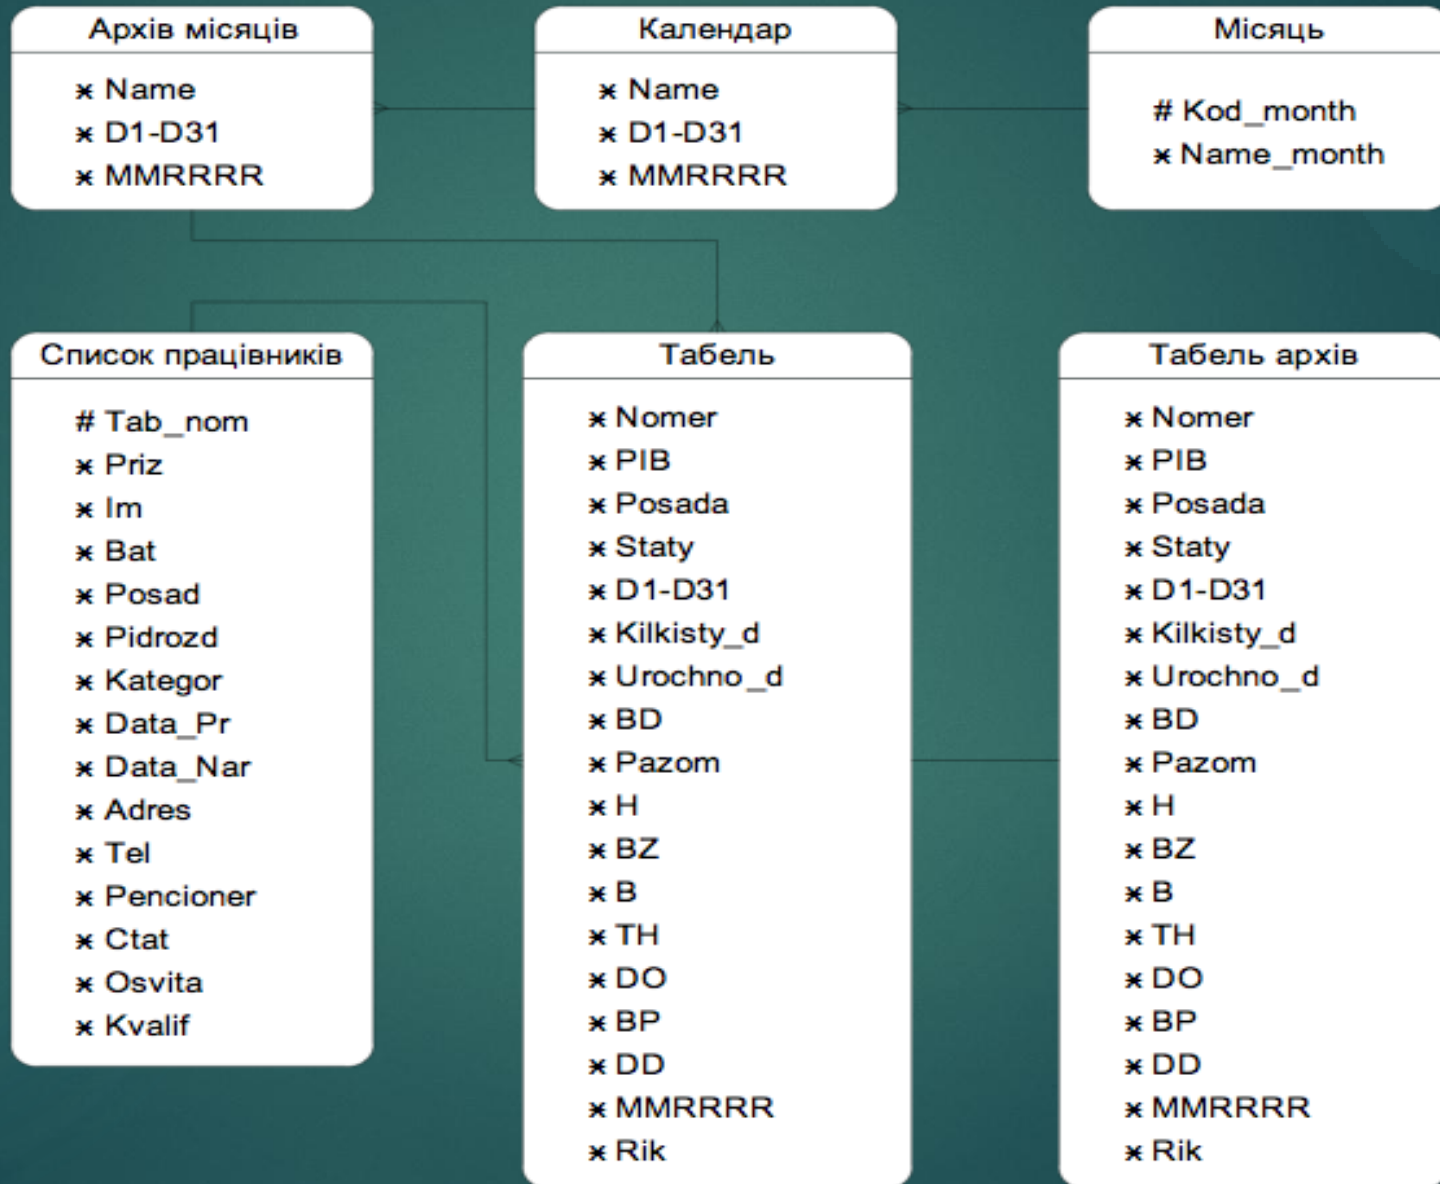 Архів місяців
* Name
* D1-D31
* MMRRRR
Календар
* Name
* D1-D31
* MMRRRR
Місяць
# Kod_month
* Name_month
Список працівників
# Tab_nom
* Priz
* Im
* Bat
* Posad
* Pidrozd
* Kategor
* Data_Pr
* Data_Nar
* Adres
* Tel
* Pencioner
* Ctat
* Osvita
* Kvalif
Табель
* Nomer
* PIB
* Posada
* Staty
* D1-D31
* Kilkisty_d
* Urochno_d
* BD
* Pazom
* H
* BZ
* B
* TH
* DO
* BP
* DD
* MMRRRR
* Rik
Табель архів
* Nomer
* PIB
* Posada
* Staty
* D1-D31
* Kilkisty_d
* Urochno_d
* BD
* Pazom
* H
* BZ
* B
* TH
* DO
* BP
* DD
* MMRRRR
* Rik